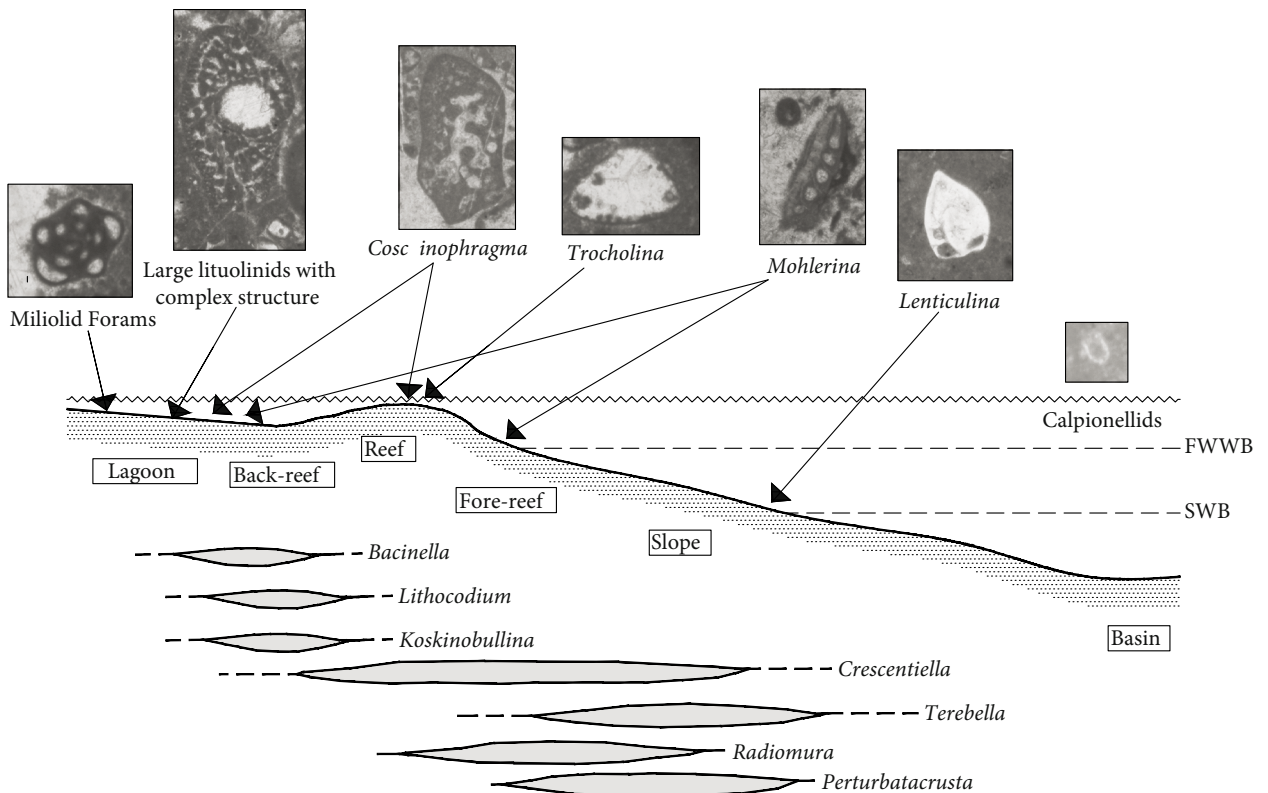 Cosc inophragma
Trocholina
Mohlerina
Large lituolinids with
complex structure
Lenticulina
Miliolid Forams
Calpionellids
FWWB
Reef
Lagoon
Back-reef
Fore-reef
SWB
Slope
Bacinella
Lithocodium
Basin
Koskinobullina
Crescentiella
Terebella
Radiomura
Perturbatacrusta